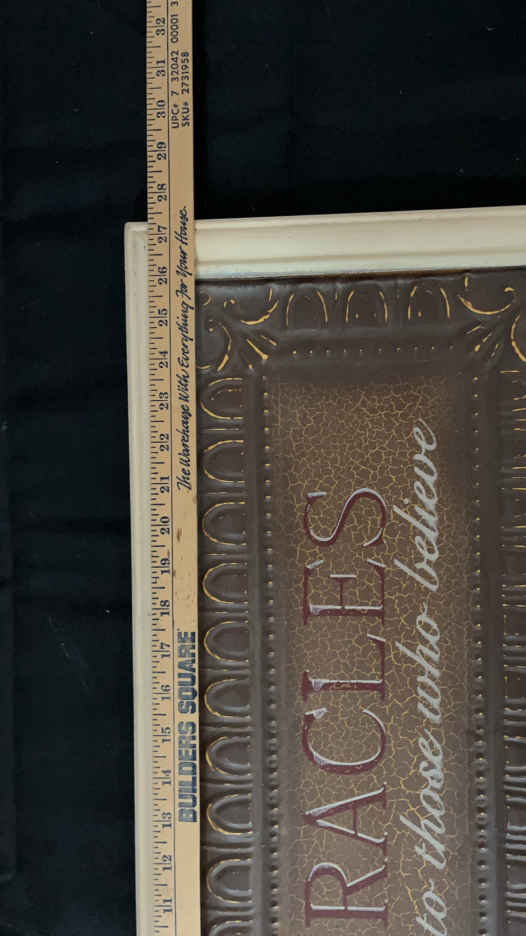 11 12 13 14 15 16 17 18 19 20 21 22 23 24 25 26 27 28 29 30 31 32
BUILDERS SQUARE
The Warehouse With Everything For Your House.
UPC# 7 32042 00001 3
SKU# 2731958
RACLES
to those who believe